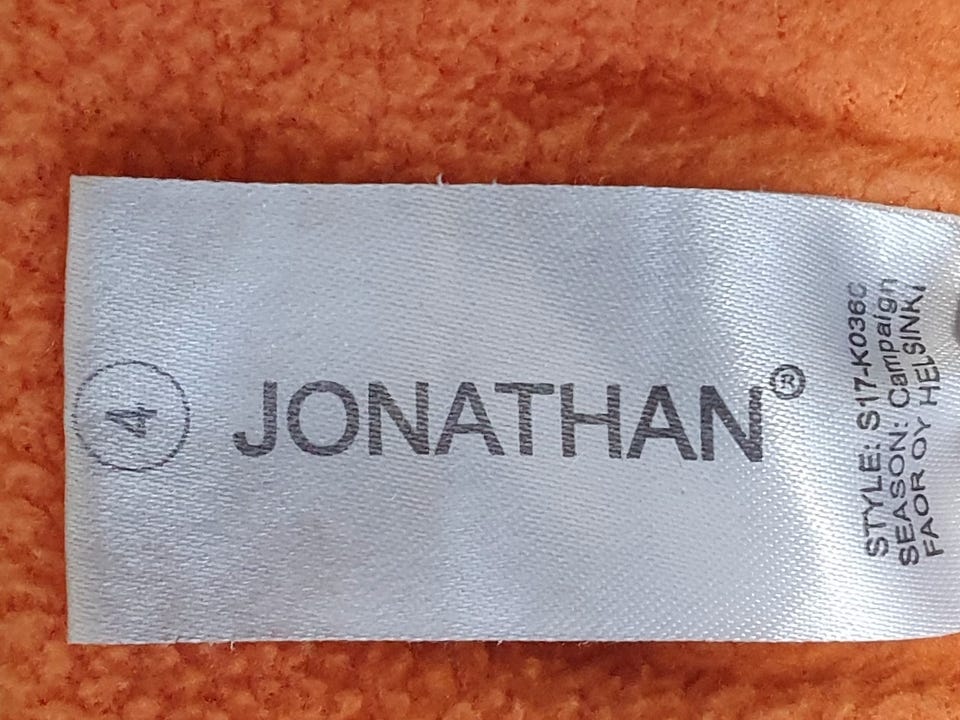 4
JONATHAN®
STYLE: S17-K036C
SEASON: Campaign
FAOR OY HELSINKI